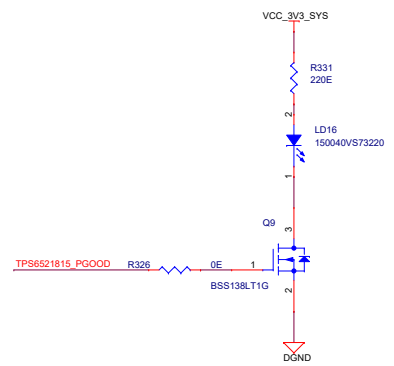 VCC_3V3_SYS
R331
220E
2
LD16
150040VS73220
1
Q9
3
TPS6521815_PGOOD
R326
0E
1
BSS138LT1G
2
DGND